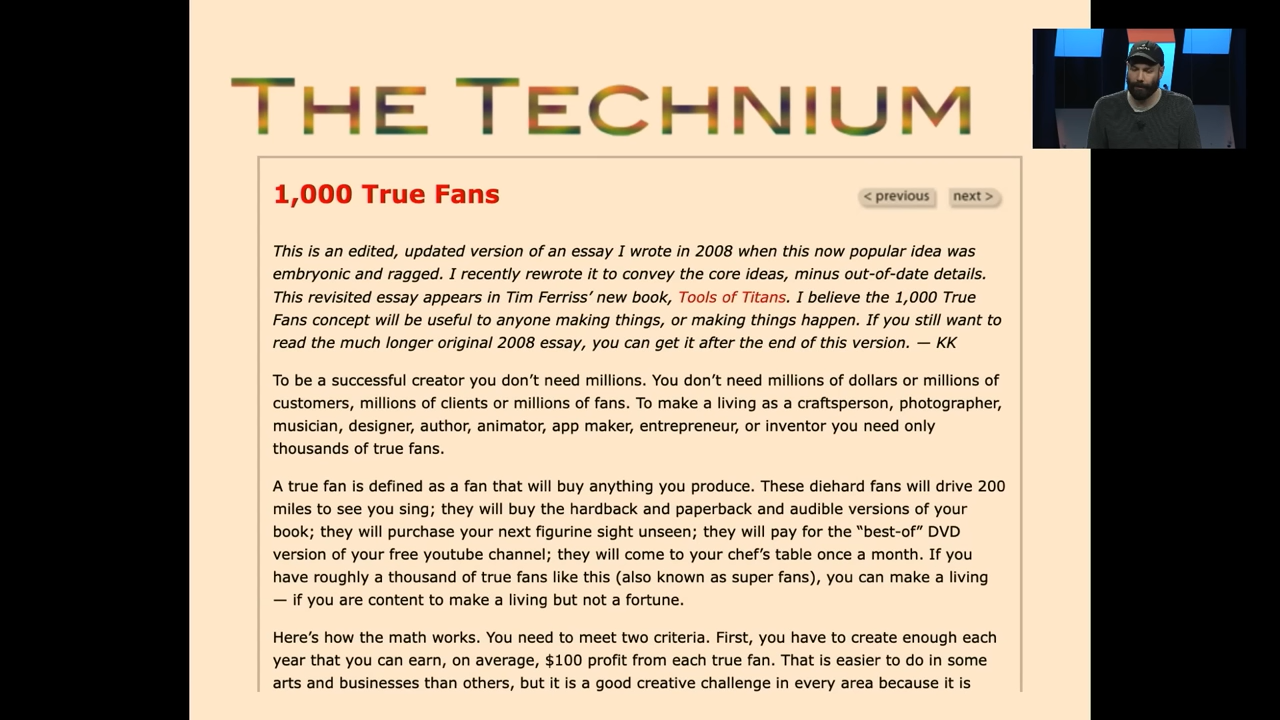 THE TECHNIUM
1,000 True Fans
< previous
next >
This is an edited, updated version of an essay I wrote in 2008 when this now popular idea was
embryonic and ragged. I recently rewrote it to convey the core ideas, minus out-of-date details.
This revisited essay appears in Tim Ferriss’ new book, Tools of Titans. I believe the 1,000 True
Fans concept will be useful to anyone making things, or making things happen. If you still want to
read the much longer original 2008 essay, you can get it after the end of this version. — KK
To be a successful creator you don’t need millions. You don’t need millions of dollars or millions of
customers, millions of clients or millions of fans. To make a living as a craftsperson, photographer,
musician, designer, author, animator, app maker, entrepreneur, or inventor you need only
thousands of true fans.
A true fan is defined as a fan that will buy anything you produce. These diehard fans will drive 200
miles to see you sing; they will buy the hardback and paperback and audible versions of your
book; they will purchase your next figurine sight unseen; they will pay for the “best-of” DVD
version of your free youtube channel; they will come to your chef’s table once a month. If you
have roughly a thousand of true fans like this (also known as super fans), you can make a living
— if you are content to make a living but not a fortune.
Here’s how the math works. You need to meet two criteria. First, you have to create enough each
year that you can earn, on average, $100 profit from each true fan. That is easier to do in some
arts and businesses than others, but it is a good creative challenge in every area because it is